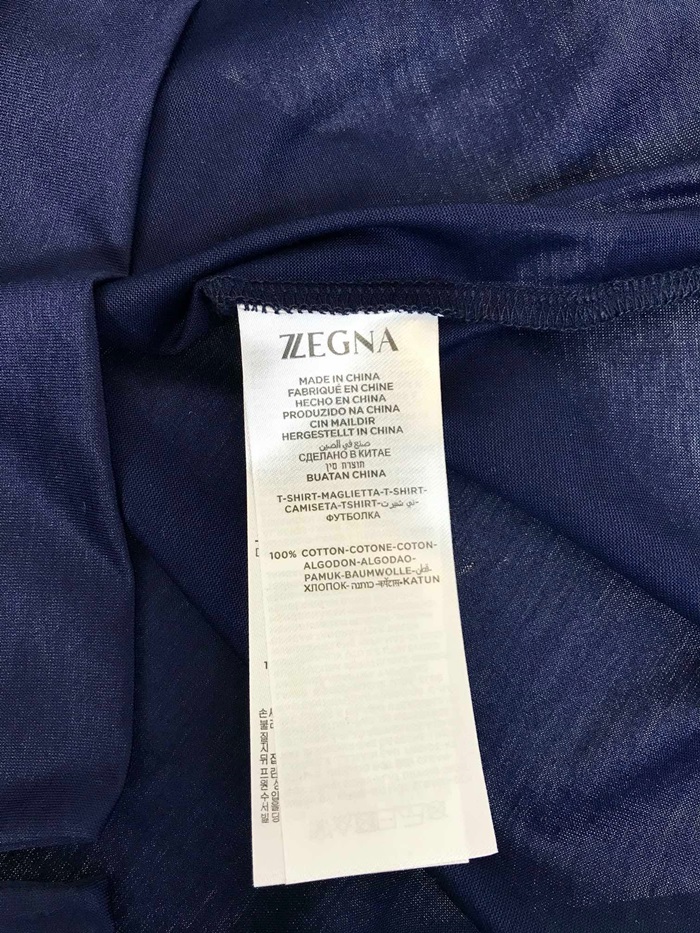 ZZEGNA
MADE IN CHINA
FABRIQUÉ EN CHINE
HECHO EN CHINA
PRODUZIDO NA CHINA
CIN MAILDIR
HERGESTELLT IN CHINA
صنع في الصين
СДЕЛАНО В КИТАЕ
תוצרת סין
BUATAN CHINA
T-SHIRT-MAGLIETTA-T-SHIRT-
CAMISETA-TSHIRT-تي شيرت-
ФУТБОЛКА
100% COTTON-COTONE-COTON-
ALGODON-ALGODAO-
PAMUK-BAUMWOLLE-قطن-
ХЛОПОК-כותנה-कॉटन-KATUN